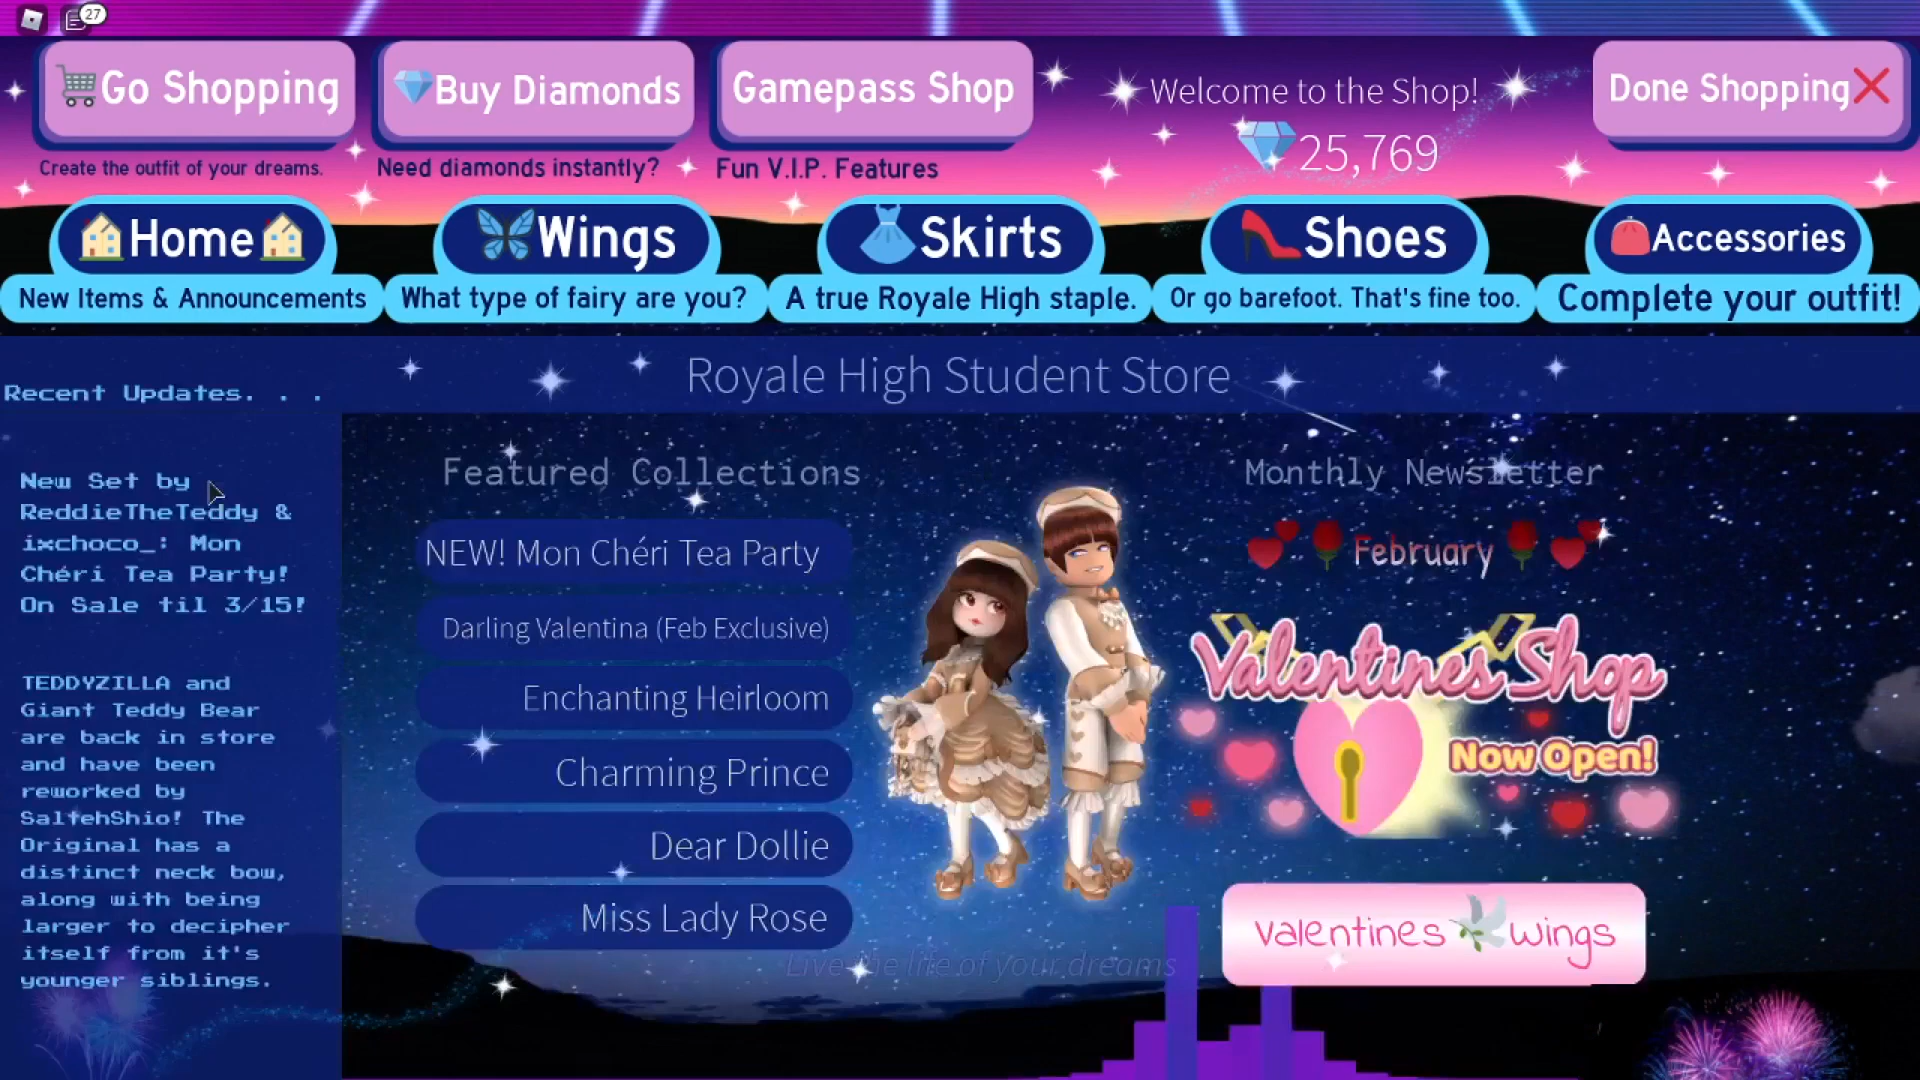 27
Go Shopping
Buy Diamonds
Gamepass Shop
Welcome to the Shop!
Done Shopping
25,769
Create the outfit of your dreams.
Need diamonds instantly?
Fun V.I.P. Features
Home
Wings
Skirts
Shoes
Accessories
New Items & Announcements
What type of fairy are you?
A true Royale High staple.
Or go barefoot. That's fine too.
Complete your outfit!
Royale High Student Store
Recent Updates. . .
New Set by
ReddieTheTeddy &
ixchoco_: Mon
Chéri Tea Party!
On Sale til 3/15!
TEDDYZILLA and
Giant Teddy Bear
are back in store
and have been
reworked by
SaltehShio! The
Original has a
distinct neck bow,
along with being
larger to decipher
itself from it's
younger siblings.
Featured Collections
NEW! Mon Chéri Tea Party
Darling Valentina (Feb Exclusive)
Enchanting Heirloom
Charming Prince
Dear Dollie
Miss Lady Rose
Live the life of your dreams
Monthly Newsletter
February
Valentines Shop
Now Open!
Valentines Wings